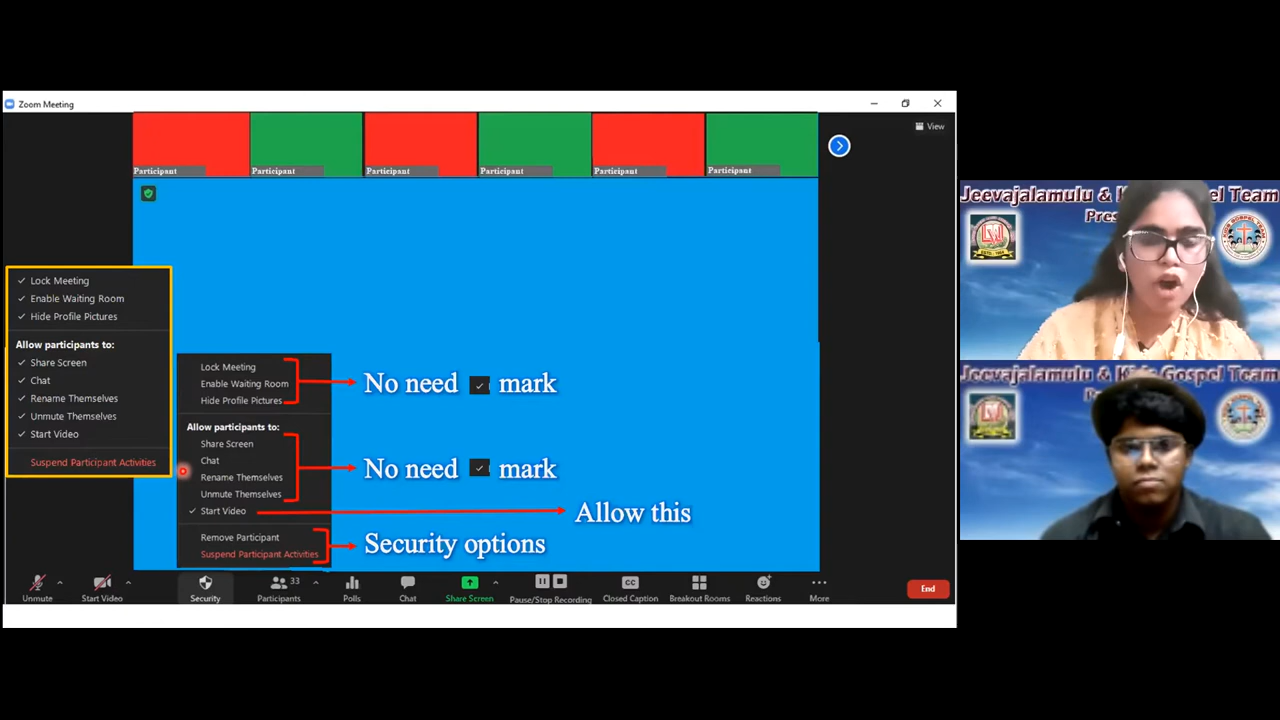 Zoom Meeting
View
Participant
Participant
Participant
Participant
Participant
Participant
Lock Meeting
Enable Waiting Room
Hide Profile Pictures
Allow participants to:
Share Screen
Chat
Rename Themselves
Unmute Themselves
Start Video
Suspend Participant Activities
Lock Meeting
Enable Waiting Room
Hide Profile Pictures
No need ✓ mark
Allow participants to:
Share Screen
Chat
Rename Themselves
Unmute Themselves
No need ✓ mark
Start Video
Allow this
Remove Participant
Suspend Participant Activities
Security options
Unmute
Start Video
Security
33
Participants
Polls
Chat
Share Screen
Pause/Stop Recording
CC
Closed Caption
Breakout Rooms
Reactions
More
End
Jeevajalamulu & Gospel Team
Jeevajalamulu & Gospel Team